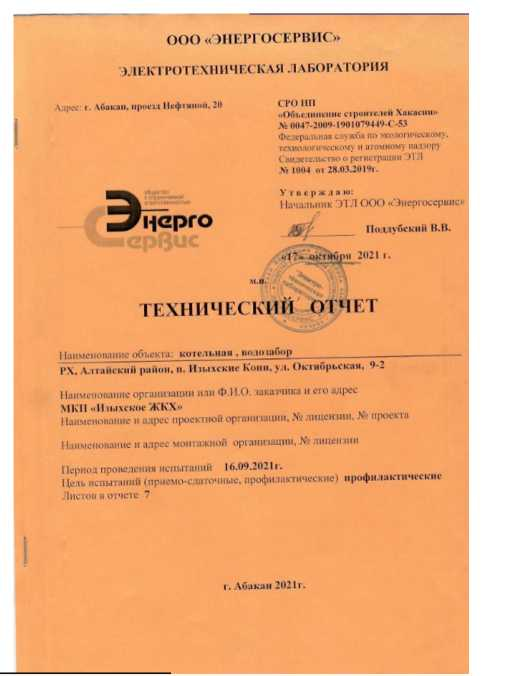 ООО «ЭНЕРГОСЕРВИС»
ЭЛЕКТРОТЕХНИЧЕСКАЯ ЛАБОРАТОРИЯ
Адрес: г. Абакан, проезд Нефтяной, 20
СРО НП
«Объединение строителей Хакасии»
№ 0047-2009-1901079449-С-53
Федеральная служба по экологическому,
технологическому и атомному надзору
Свидетельство о регистрации ЭТЛ
№ 1004 от 28.03.2019г.
общество
с ограниченной
ответственностью
Энерго
Сервис
Утверждаю:
Начальник ЭТЛ ООО «Энергосервис»
Поддубский В.В.
«17» октября 2021 г.
м.п.
ТЕХНИЧЕСКИЙ ОТЧЕТ
Наименование объекта: котельная , водозабор
РХ, Алтайский район, п. Изыхские Копи, ул. Октябрьская, 9-2
Наименование организации или Ф.И.О. заказчика и его адрес
МКП «Изыхское ЖКХ»
Наименование и адрес проектной организации, № лицензии, № проекта
Наименование и адрес монтажной организации, № лицензии
Период проведения испытаний 16.09.2021г.
Цель испытаний (приемо-сдаточные, профилактические) профилактические
Листов в отчете 7
г. Абакан 2021г.